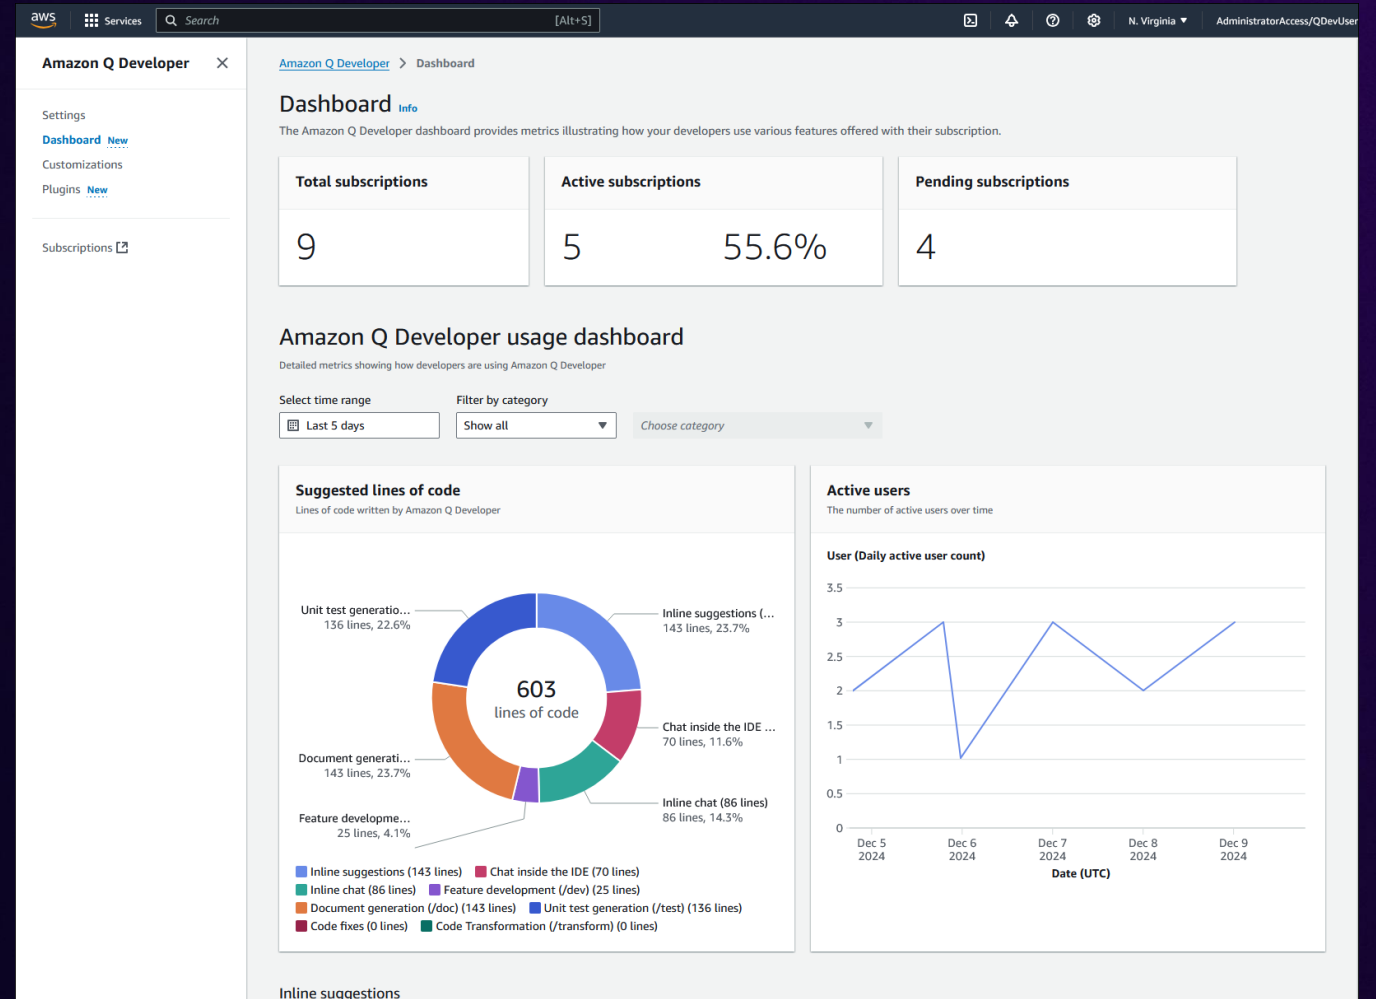 aws
Services
Search
[Alt+S]
N. Virginia
AdministratorAccess/QDevUser
Amazon Q Developer
Settings
Dashboard New
Customizations
Plugins New
Subscriptions
Amazon Q Developer > Dashboard
Dashboard Info
The Amazon Q Developer dashboard provides metrics illustrating how your developers use various features offered with their subscription.
Total subscriptions
9
Active subscriptions
5 55.6%
Pending subscriptions
4
Amazon Q Developer usage dashboard
Detailed metrics showing how developers are using Amazon Q Developer
Select time range
Last 5 days
Filter by category
Show all
Choose category
Suggested lines of code
Lines of code written by Amazon Q Developer
Unit test generatio...
136 lines, 22.6%
Inline suggestions (...
143 lines, 23.7%
603
lines of code
Chat inside the IDE ...
70 lines, 11.6%
Document generati...
143 lines, 23.7%
Inline chat (86 lines)
86 lines, 14.3%
Feature developme...
25 lines, 4.1%
Inline suggestions (143 lines) Chat inside the IDE (70 lines)
Inline chat (86 lines) Feature development (/dev) (25 lines)
Document generation (/doc) (143 lines) Unit test generation (/test) (136 lines)
Code fixes (0 lines) Code Transformation (/transform) (0 lines)
Active users
The number of active users over time
User (Daily active user count)
3.5
3
2.5
2
1.5
1
0.5
0
Dec 5 Dec 6 Dec 7 Dec 8 Dec 9
2024 2024 2024 2024 2024
Date (UTC)
Inline suggestions